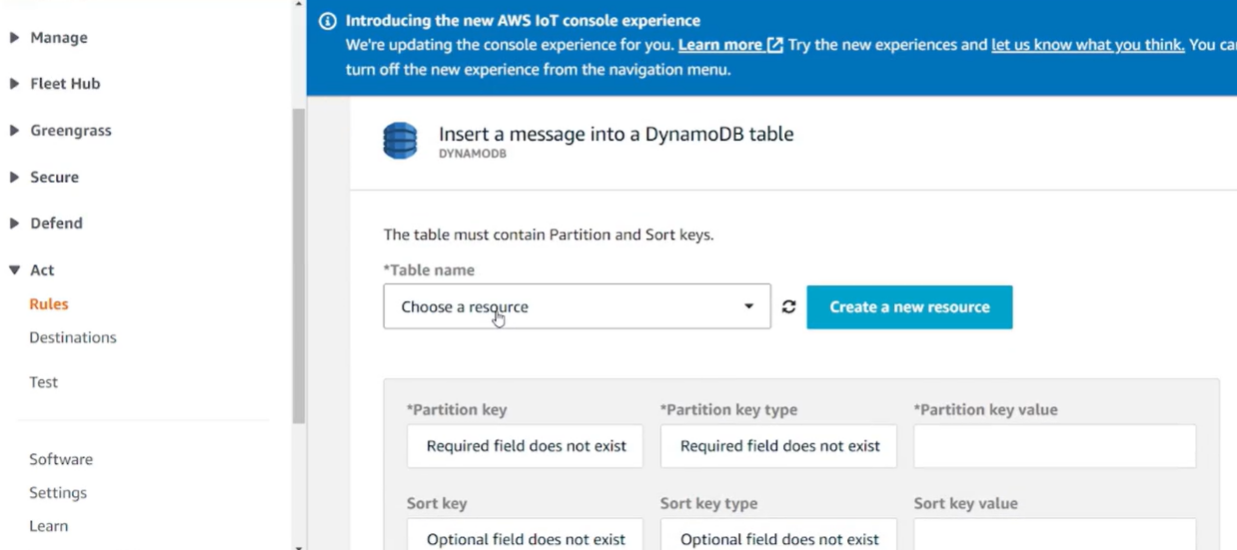 Manage
Fleet Hub
Greengrass
Secure
Defend
Act
Rules
Destinations
Test
Software
Settings
Learn
Introducing the new AWS IoT console experience
We're updating the console experience for you. Learn more Try the new experiences and let us know what you think. You can
turn off the new experience from the navigation menu.
Insert a message into a DynamoDB table
DYNAMODB
The table must contain Partition and Sort keys.
*Table name
Choose a resource
Create a new resource
*Partition key *Partition key type *Partition key value
Required field does not exist Required field does not exist
Sort key Sort key type Sort key value
Optional field does not exist Optional field does not exist